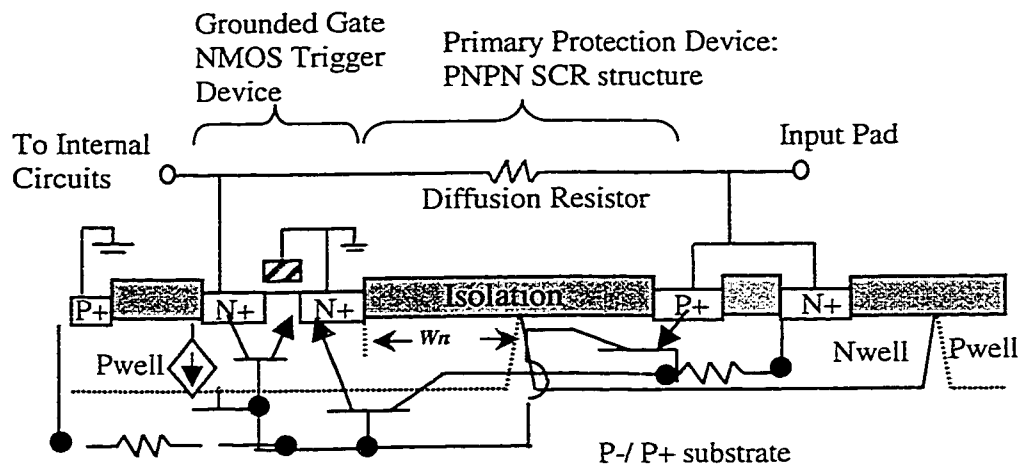 Grounded Gate
NMOS Trigger
Device
Primary Protection Device:
PNPN SCR structure
To Internal
Circuits
Input Pad
Diffusion Resistor
P+
N+
N+
Isolation
P+
N+
Pwell
Wn
Nwell
Pwell
P-/ P+ substrate